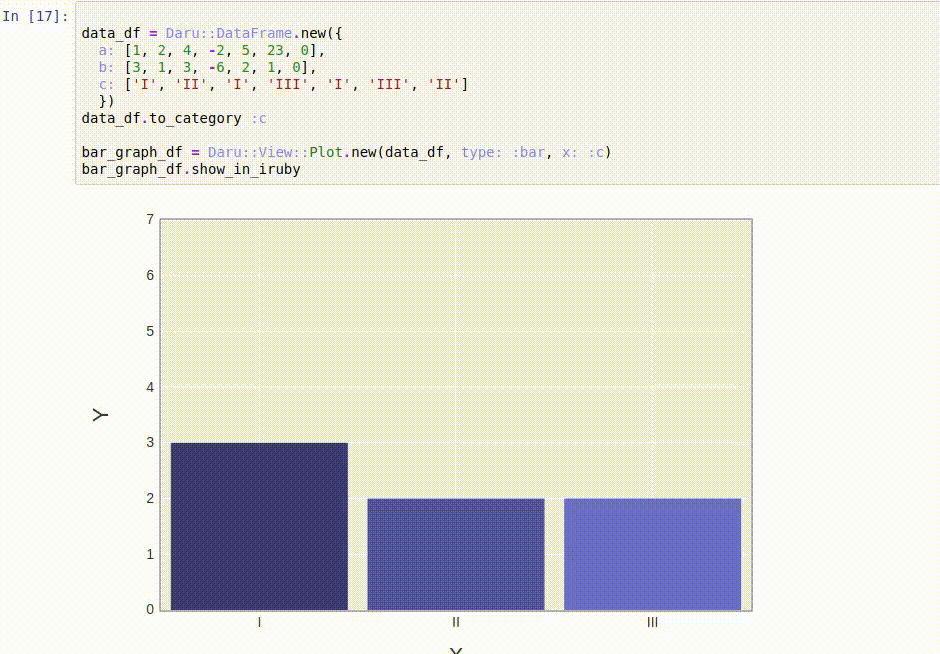 In [17]:
data_df = Daru::DataFrame.new({
  a: [1, 2, 4, -2, 5, 23, 0],
  b: [3, 1, 3, -6, 2, 1, 0],
  c: ['I', 'II', 'I', 'III', 'I', 'III', 'II']
  })
data_df.to_category :c
bar_graph_df = Daru::View::Plot.new(data_df, type: :bar, x: :c)
bar_graph_df.show_in_iruby
7
6
5
4
Y
3
2
1
0
I II III
X